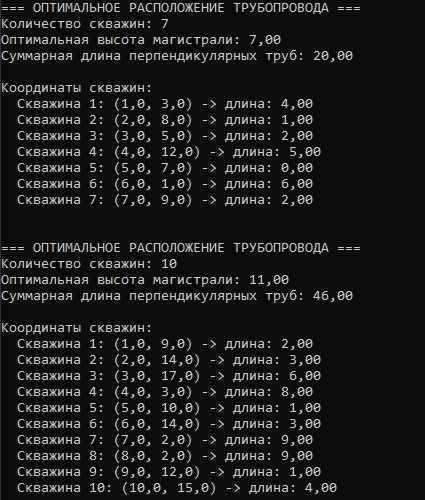 === ОПТИМАЛЬНОЕ РАСПОЛОЖЕНИЕ ТРУБОПРОВОДА ===
Количество скважин: 7
Оптимальная высота магистрали: 7,00
Суммарная длина перпендикулярных труб: 20,00
Координаты скважин:
Скважина 1: (1,0, 3,0) -> длина: 4,00
Скважина 2: (2,0, 8,0) -> длина: 1,00
Скважина 3: (3,0, 5,0) -> длина: 2,00
Скважина 4: (4,0, 12,0) -> длина: 5,00
Скважина 5: (5,0, 7,0) -> длина: 0,00
Скважина 6: (6,0, 1,0) -> длина: 6,00
Скважина 7: (7,0, 9,0) -> длина: 2,00
=== ОПТИМАЛЬНОЕ РАСПОЛОЖЕНИЕ ТРУБОПРОВОДА ===
Количество скважин: 10
Оптимальная высота магистрали: 11,00
Суммарная длина перпендикулярных труб: 46,00
Координаты скважин:
Скважина 1: (1,0, 9,0) -> длина: 2,00
Скважина 2: (2,0, 14,0) -> длина: 3,00
Скважина 3: (3,0, 17,0) -> длина: 6,00
Скважина 4: (4,0, 3,0) -> длина: 8,00
Скважина 5: (5,0, 10,0) -> длина: 1,00
Скважина 6: (6,0, 14,0) -> длина: 3,00
Скважина 7: (7,0, 2,0) -> длина: 9,00
Скважина 8: (8,0, 2,0) -> длина: 9,00
Скважина 9: (9,0, 12,0) -> длина: 1,00
Скважина 10: (10,0, 15,0) -> длина: 4,00